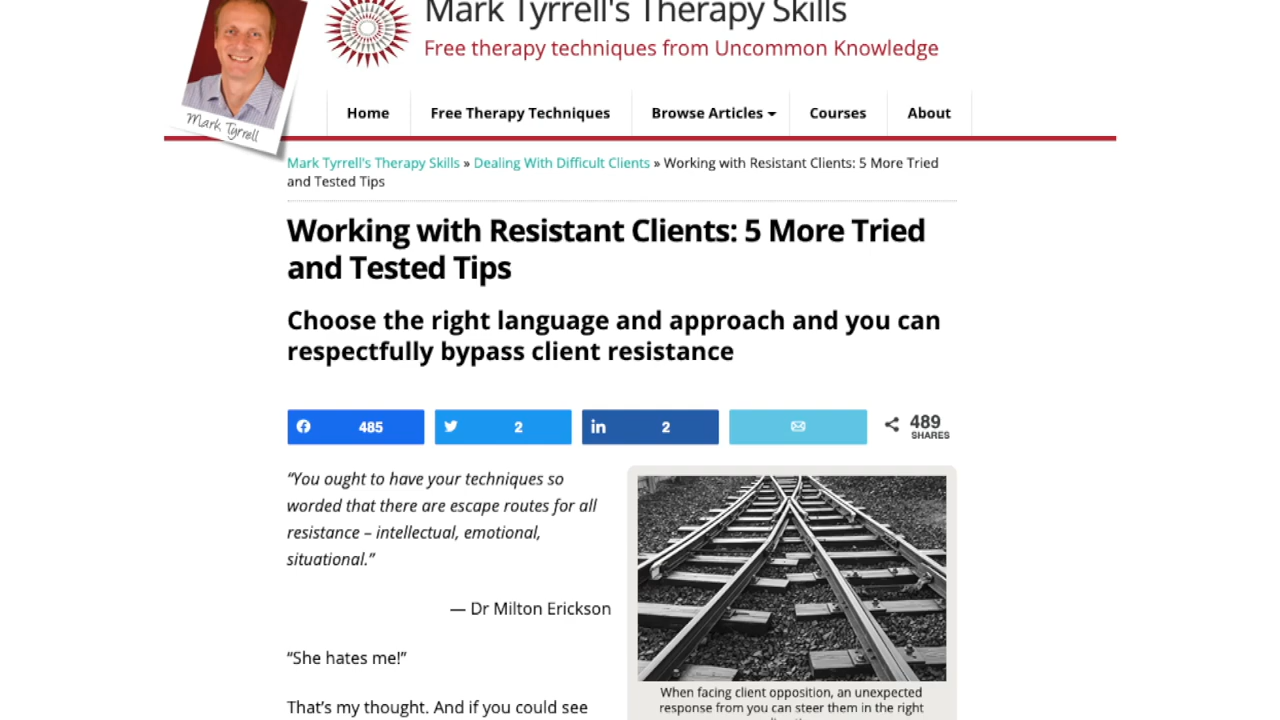 Mark Tyrrell's Therapy Skills
Free therapy techniques from Uncommon Knowledge
Mark Tyrrell
Home Free Therapy Techniques Browse Articles Courses About
Mark Tyrrell's Therapy Skills » Dealing With Difficult Clients » Working with Resistant Clients: 5 More Tried
and Tested Tips
Working with Resistant Clients: 5 More Tried
and Tested Tips
Choose the right language and approach and you can
respectfully bypass client resistance
485 2 2 489
SHARES
“You ought to have your techniques so
worded that there are escape routes for all
resistance – intellectual, emotional,
situational.”
— Dr Milton Erickson
“She hates me!”
That’s my thought. And if you could see
When facing client opposition, an unexpected
response from you can steer them in the right